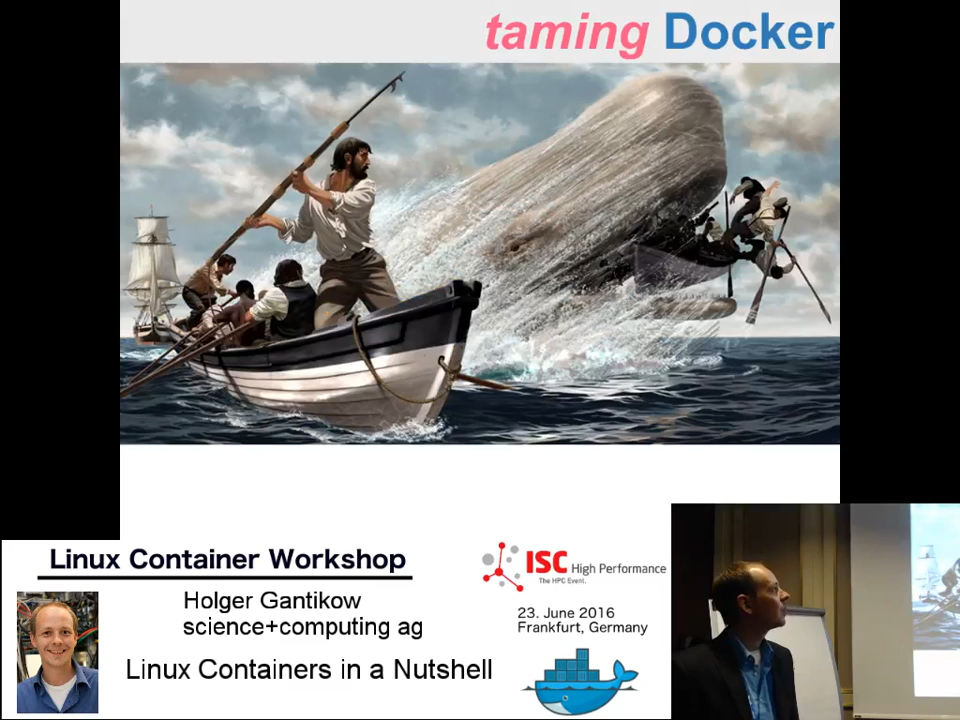 taming Docker
Linux Container Workshop
Holger Gantikow
science+computing ag
Linux Containers in a Nutshell
ISC High Performance
The HPC Event.
23. June 2016
Frankfurt, Germany